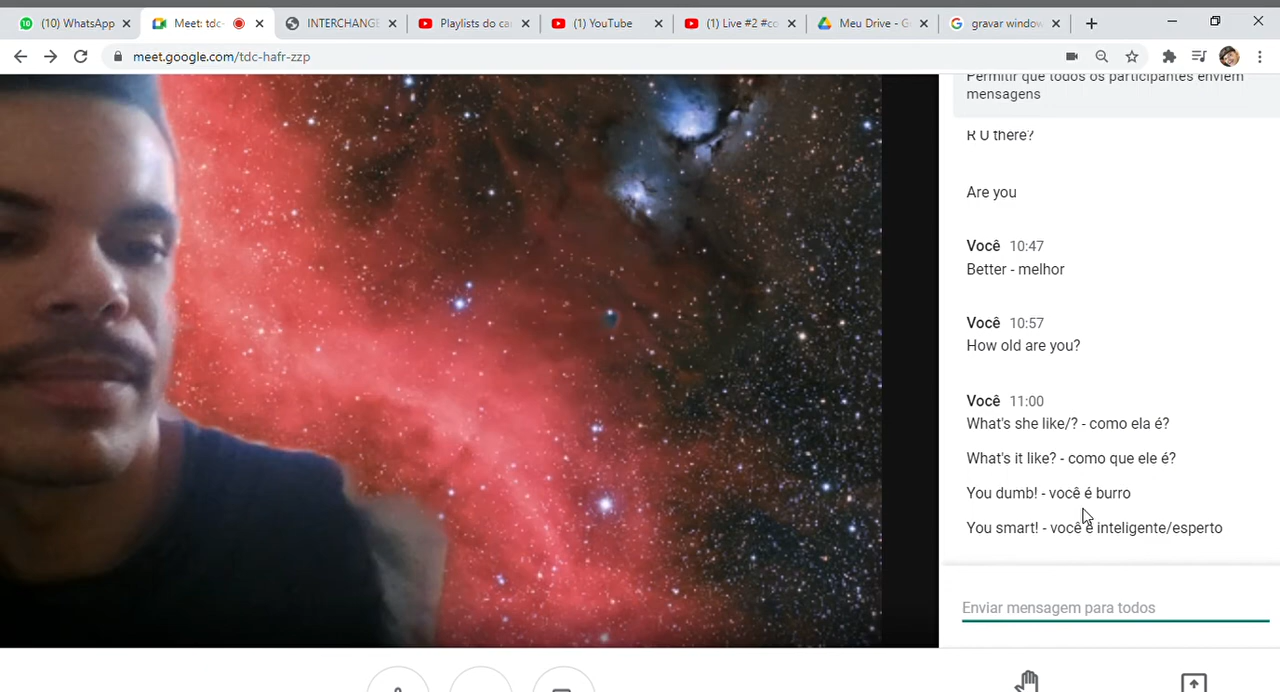 (10) WhatsApp
Meet: tdc-
INTERCHANGE
Playlists do ca
(1) YouTube
(1) Live #2 #co
Meu Drive - G
gravar window
meet.google.com/tdc-hafr-zzp
Permitir que todos os participantes enviem
mensagens
R U there?
Are you
Você 10:47
Better - melhor
Você 10:57
How old are you?
Você 11:00
What's she like/? - como ela é?
What's it like? - como que ele é?
You dumb! - você é burro
You smart! - você é inteligente/esperto
Enviar mensagem para todos